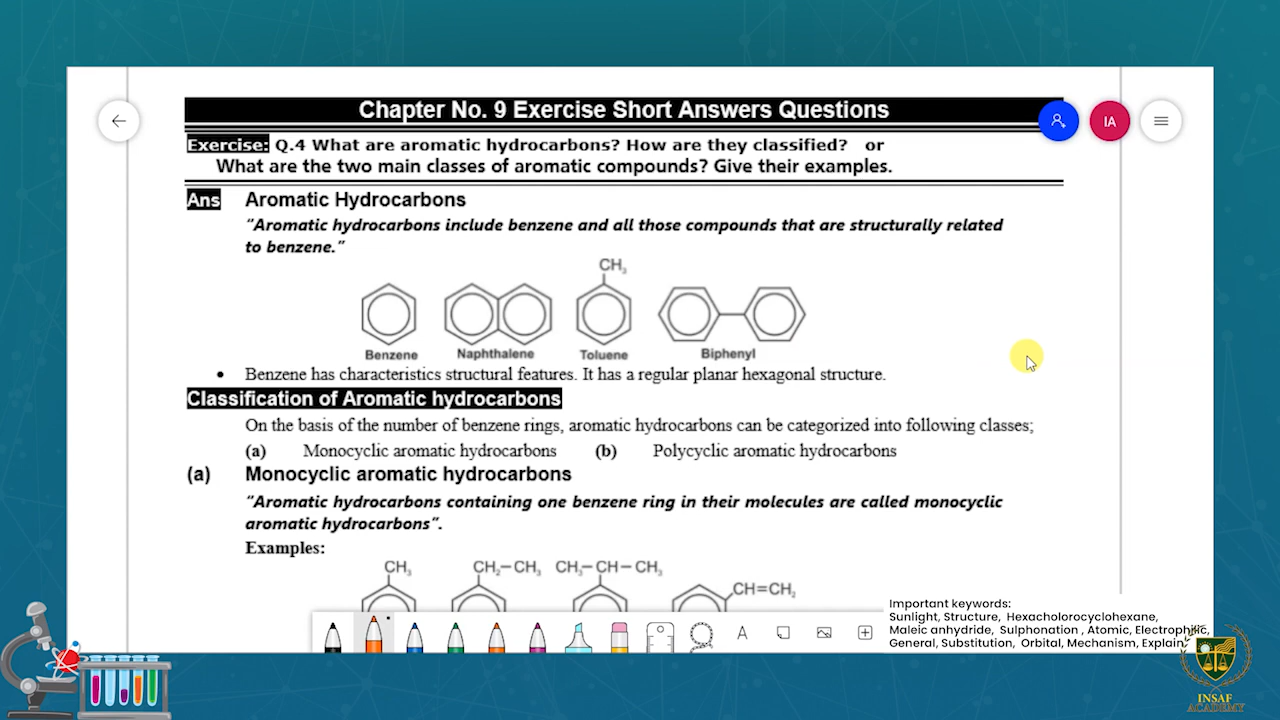 Chapter No. 9 Exercise Short Answers Questions
IA
Exercise: Q.4 What are aromatic hydrocarbons? How are they classified? or
What are the two main classes of aromatic compounds? Give their examples.
Ans Aromatic Hydrocarbons
“Aromatic hydrocarbons include benzene and all those compounds that are structurally related
to benzene.”
CH₃
Benzene Naphthalene Toluene Biphenyl
• Benzene has characteristics structural features. It has a regular planar hexagonal structure.
Classification of Aromatic hydrocarbons
On the basis of the number of benzene rings, aromatic hydrocarbons can be categorized into following classes;
(a) Monocyclic aromatic hydrocarbons (b) Polycyclic aromatic hydrocarbons
(a) Monocyclic aromatic hydrocarbons
“Aromatic hydrocarbons containing one benzene ring in their molecules are called monocyclic
aromatic hydrocarbons”.
Examples:
CH₃ CH₂–CH₃ CH₃–CH–CH₃
CH=CH₂
A
Important keywords:
Sunlight, Structure, Hexacholorocyclohexane,
Maleic anhydride, Sulphonation , Atomic, Electrophilic,
General, Substitution, Orbital, Mechanism, Explain
INSAF
ACADEMY